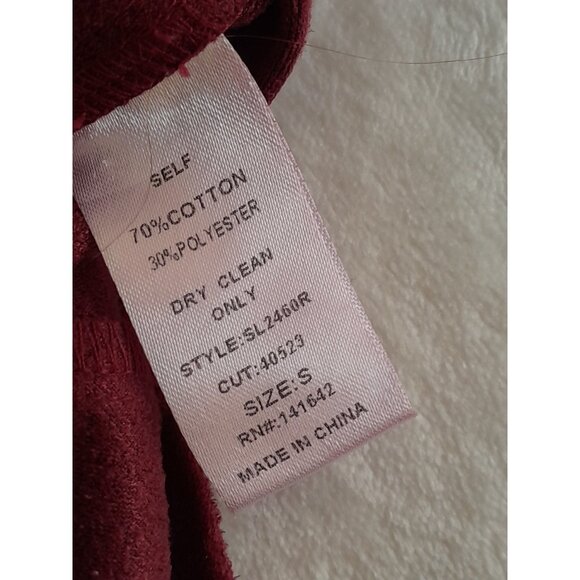 SELF
70%COTTON
30%POLYESTER
DRY CLEAN
ONLY
STYLE:SL2460R
CUT:40523
SIZE:S
RN#:141642
MADE IN CHINA